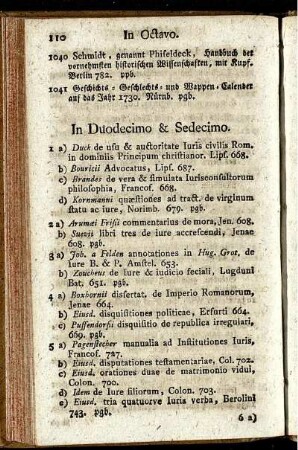 110 In Octavo.
1040 Schmidt, genannt Phiseldeck, Handbuch der
vornehmsten historischen Wissenschaften, mit Kupf.
Berlin 782. ppb.
1041 Geschichts-Geschlechts- und Wappen-Calender
auf das Jahr 1730. Nürnb. pgb.
In Duodecimo & Sedecimo.
1 a) Duck de usu & auctoritate Iuris civilis Rom.
in dominiis Principum christianor. Lips. 668.
b) Bouricii Advocatus, Lips. 687.
c) Brandes de vera & simulata Iurisconsultorum
philosophia, Francof. 668.
d) Kornmanni quæstiones ad tract. de virginum
statu ac iure, Norimb. 679. pgb.
2 a) Arumæi Frisii commentarius de mora, Jen. 608.
b) Suevii libri tres de iure accrescendi, Jenae
608. pgb.
3 a) Joh. a Felden annotationes in Hug. Grot. de
iure B. & P. Amstel. 653.
b) Zoucheus de Iure & iudicio feciali, Lugduni
Bat. 651. pgb.
4 a) Boxhornii dissertat. de Imperio Romanorum,
Jenae 664.
b) Eiusd. disquisitiones politicae, Erfurti 664.
c) Puffendorfii disquisitio de republica irregulari,
669. pgb.
5 a) Pagenstecher manualia ad Institutiones Iuris,
Francof. 727.
b) Eiusd. disputationes testamentariae, Col. 702.
c) Eiusd. orationes duae de matrimonio vidui,
Colon. 700.
d) Idem de Iure filiorum, Colon. 703.
e) Eiusd. tria quatuorve Iuris verba, Berolini
743. pgb.
6 a)